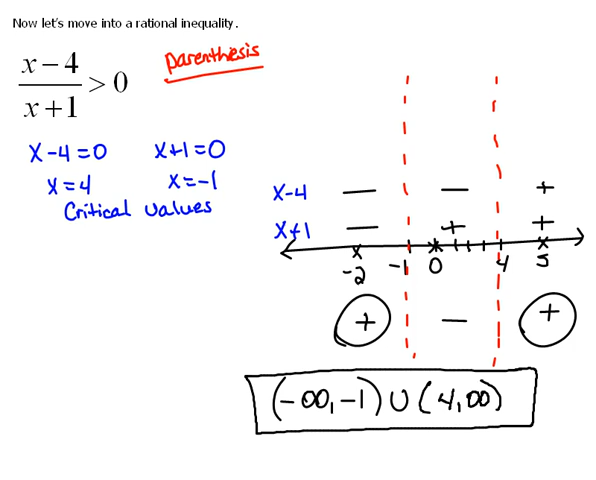 Now let's move into a rational inequality.
parenthesis
x − 4
x + 1
> 0
x-4=0 x+1=0
x=4 x=-1
Critical values
x-4 — — +
x+1 — + +
-2 -1 0 4 5
+ — +
(-∞,-1) ∪ (4,∞)